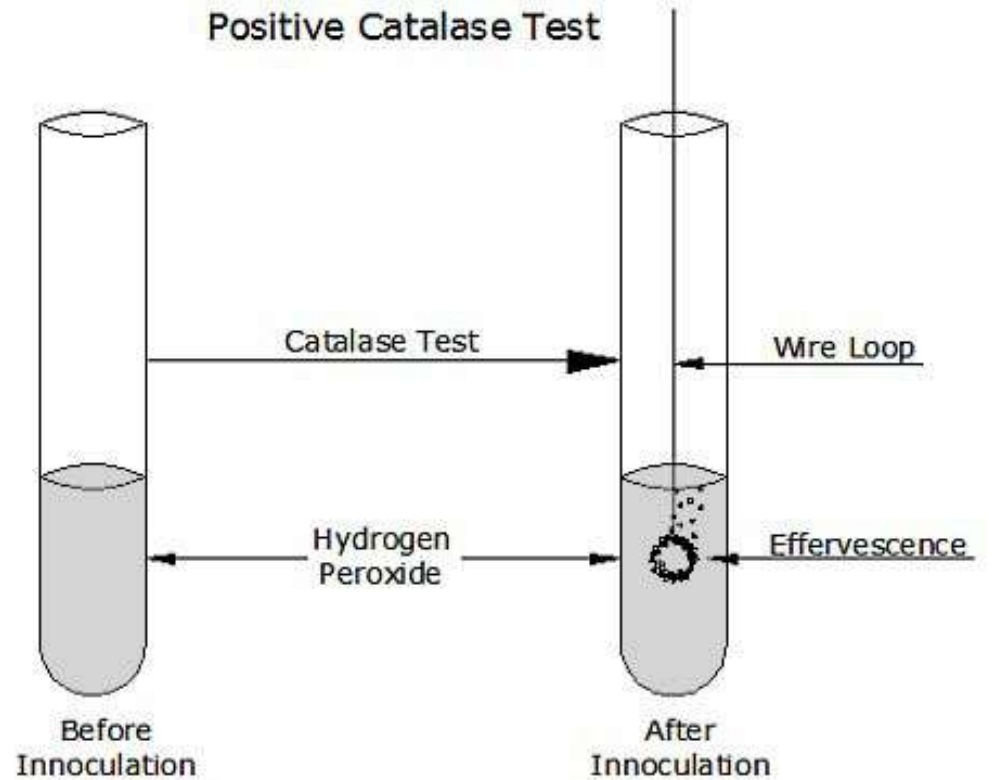 Positive Catalase Test
Catalase Test
Wire Loop
Hydrogen
Peroxide
Effervescence
Before
Innoculation
After
Innoculation